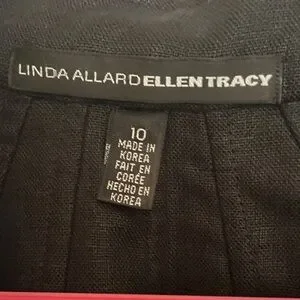 LINDA ALLARD ELLEN TRACY
10
MADE IN
KOREA
FAIT EN
CORÉE
HECHO EN
KOREA